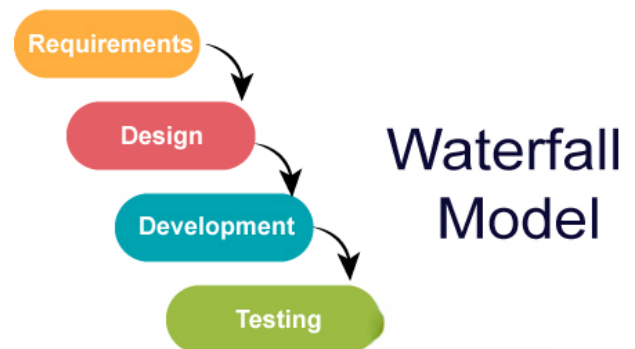 Requirements
Design
Development
Testing
Waterfall
Model